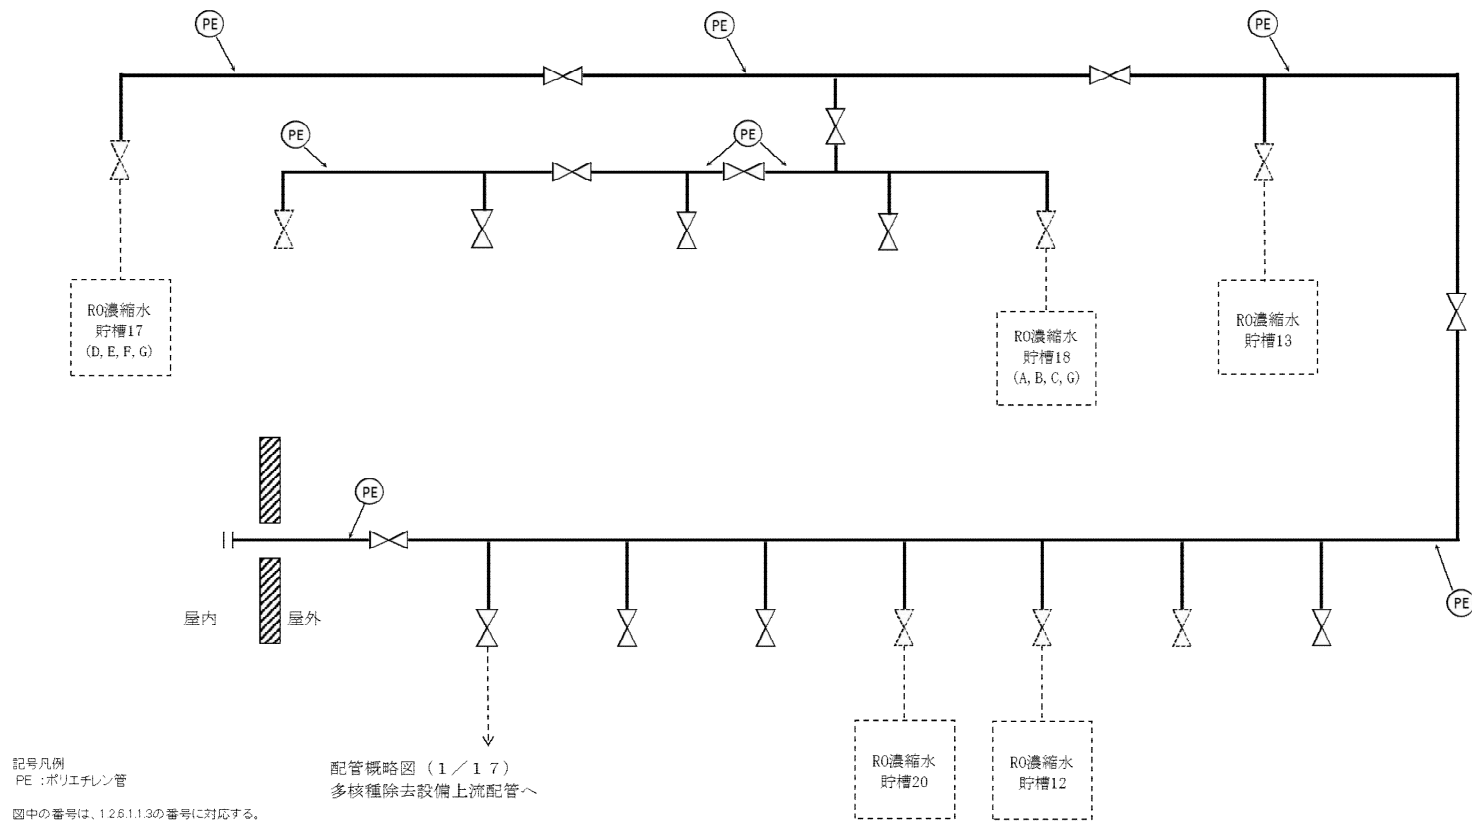 PE
PE
PE
PE
PE
RO濃縮水
貯槽17
(D, E, F, G)
RO濃縮水
貯槽18
(A, B, C, G)
RO濃縮水
貯槽13
PE
PE
屋内
屋外
RO濃縮水
貯槽20
RO濃縮水
貯槽12
配管概略図(1/17)
多核種除去設備上流配管へ
記号凡例
PE :ポリエチレン管
図中の番号は、1.2.6.1.1.3の番号に対応する。